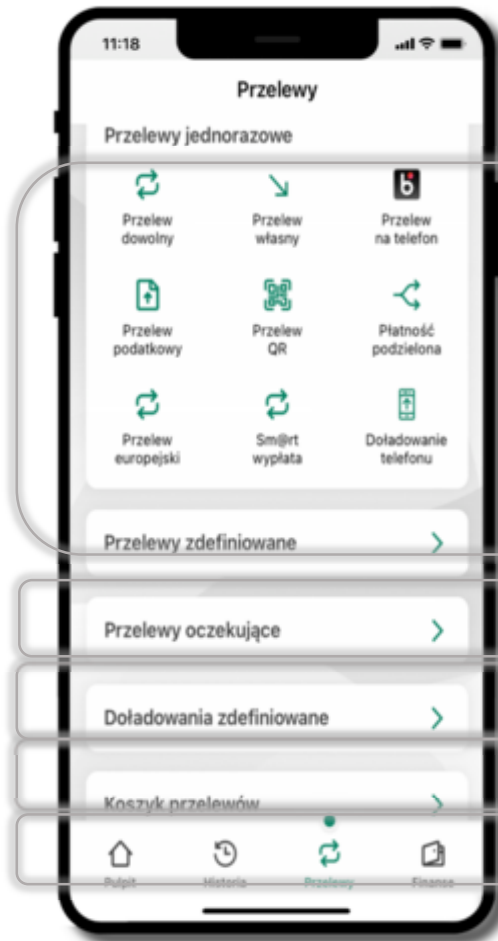 11:18
Przelewy
Przelewy jednorazowe
Przelew
dowolny
Przelew
własny
Przelew
na telefon
Przelew
podatkowy
Przelew
QR
Płatność
podzielona
Przelew
europejski
Sm@rt
wypłata
Doładowanie
telefonu
Przelewy zdefiniowane
Przelewy oczekujące
Doładowania zdefiniowane
Koszyk przelewów
Pulpit
Historia
Przelewy
Finanse